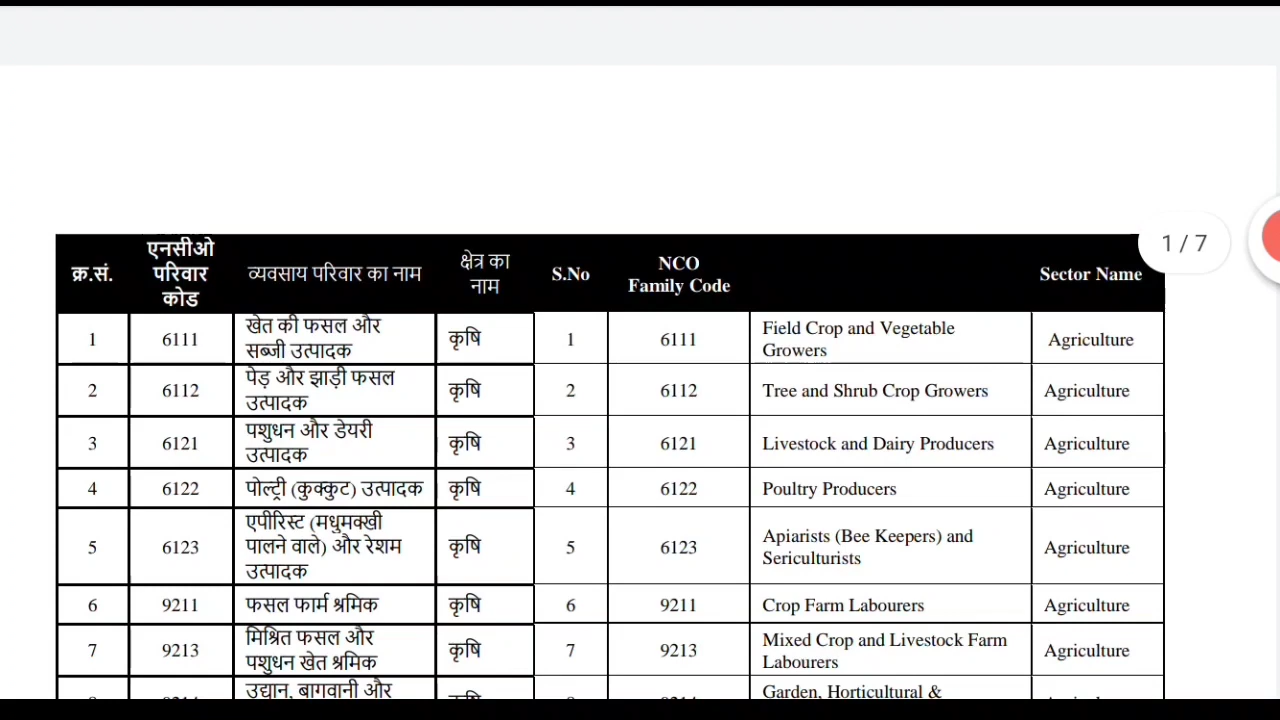 1 / 7
क्र.सं. एनसीओ परिवार कोड व्यवसाय परिवार का नाम क्षेत्र का नाम S.No NCO Family Code Sector Name
1 6111 खेत की फसल और सब्जी उत्पादक कृषि 1 6111 Field Crop and Vegetable Growers Agriculture
2 6112 पेड़ और झाड़ी फसल उत्पादक कृषि 2 6112 Tree and Shrub Crop Growers Agriculture
3 6121 पशुधन और डेयरी उत्पादक कृषि 3 6121 Livestock and Dairy Producers Agriculture
4 6122 पोल्ट्री (कुक्कुट) उत्पादक कृषि 4 6122 Poultry Producers Agriculture
5 6123 एपीरिस्ट (मधुमक्खी पालने वाले) और रेशम उत्पादक कृषि 5 6123 Apiarists (Bee Keepers) and Sericulturists Agriculture
6 9211 फसल फार्म श्रमिक कृषि 6 9211 Crop Farm Labourers Agriculture
7 9213 मिश्रित फसल और पशुधन खेत श्रमिक कृषि 7 9213 Mixed Crop and Livestock Farm Labourers Agriculture
उद्यान, बागवानी और Garden, Horticultural &